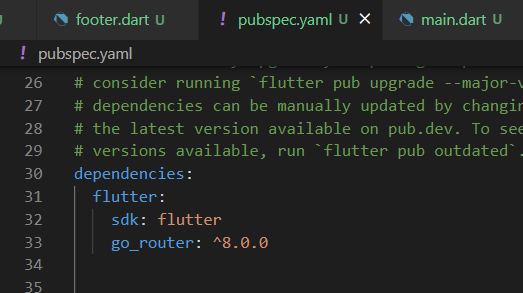 footer.dart U
! pubspec.yaml U ×
main.dart U
! pubspec.yaml
26 # consider running `flutter pub upgrade --major-v
27 # dependencies can be manually updated by changin
28 # the latest version available on pub.dev. To see
29 # versions available, run `flutter pub outdated`.
30 dependencies:
31 flutter:
32 sdk: flutter
33 go_router: ^8.0.0
34
35